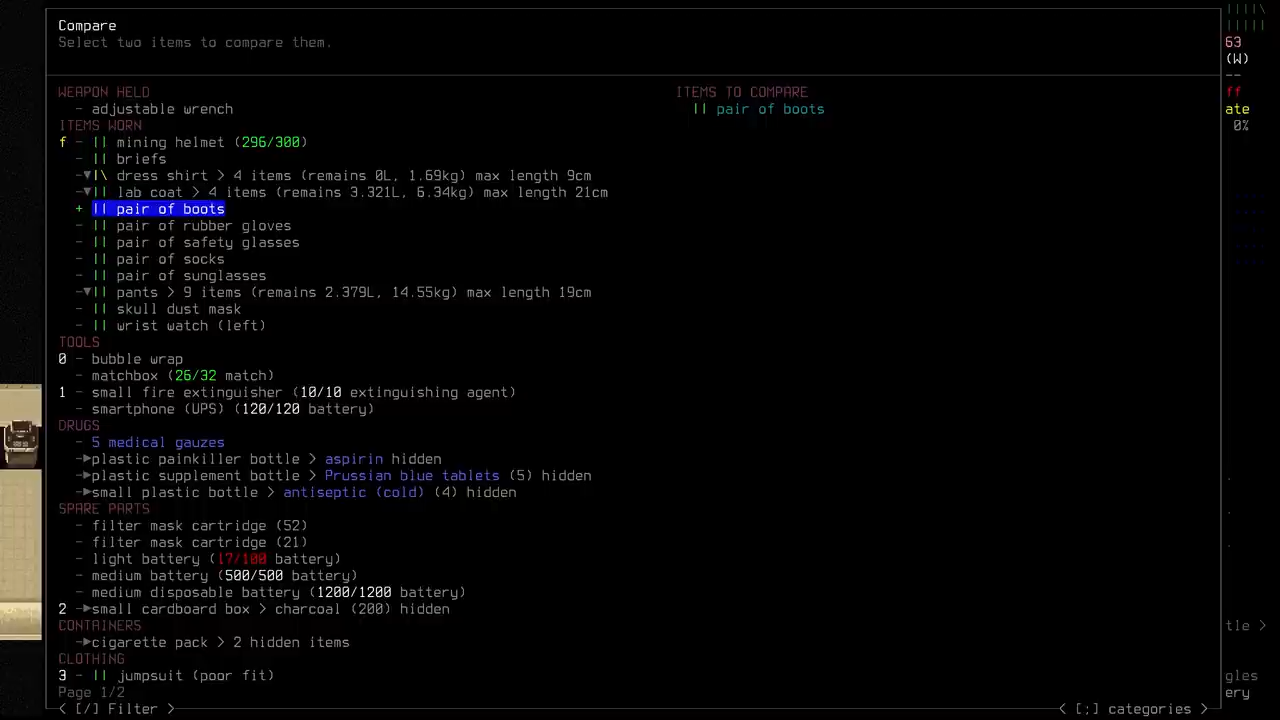 Compare
Select two items to compare them.
WEAPON HELD
- adjustable wrench
ITEMS WORN
f - || mining helmet (296/300)
- || briefs
-▼|\ dress shirt > 4 items (remains 0L, 1.69kg) max length 9cm
-▼|| lab coat > 4 items (remains 3.321L, 6.34kg) max length 21cm
+ || pair of boots
- || pair of rubber gloves
- || pair of safety glasses
- || pair of socks
- || pair of sunglasses
-▼|| pants > 9 items (remains 2.379L, 14.55kg) max length 19cm
- || skull dust mask
- || wrist watch (left)
TOOLS
0 - bubble wrap
- matchbox (26/32 match)
1 - small fire extinguisher (10/10 extinguishing agent)
- smartphone (UPS) (120/120 battery)
DRUGS
- 5 medical gauzes
-▶plastic painkiller bottle > aspirin hidden
-▶plastic supplement bottle > Prussian blue tablets (5) hidden
-▶small plastic bottle > antiseptic (cold) (4) hidden
SPARE PARTS
- filter mask cartridge (52)
- filter mask cartridge (21)
- light battery (17/100 battery)
- medium battery (500/500 battery)
- medium disposable battery (1200/1200 battery)
2 -▶small cardboard box > charcoal (200) hidden
CONTAINERS
-▶cigarette pack > 2 hidden items
CLOTHING
3 - || jumpsuit (poor fit)
Page 1/2
< [/] Filter >
ITEMS TO COMPARE
|| pair of boots
< [;] categories >
63
(W)
--
ff
ate
0%
tle >
gles
ery